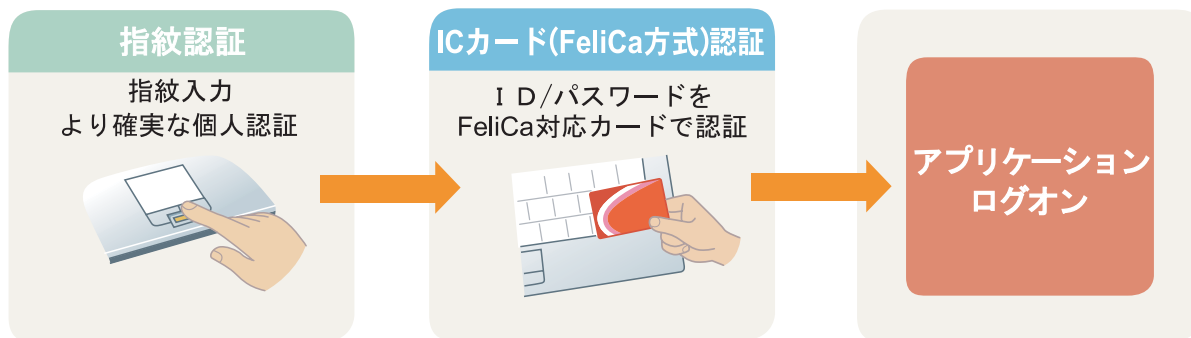 指紋認証
指紋入力
より確実な個人認証
ICカード(FeliCa方式)認証
ＩＤ/パスワードを
FeliCa対応カードで認証
アプリケーション
ログオン